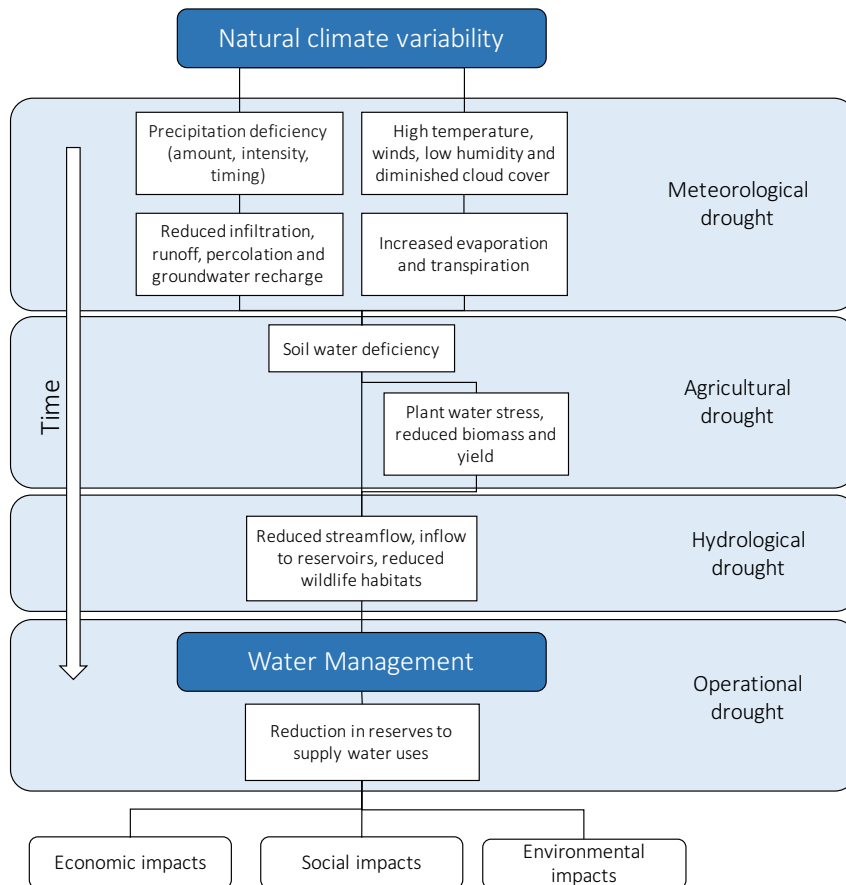 Natural climate variability
Precipitation deficiency
(amount, intensity,
timing)
High temperature,
winds, low humidity and
diminished cloud cover
Meteorological
drought
Reduced infiltration,
runoff, percolation and
groundwater recharge
Increased evaporation
and transpiration
Time
Soil water deficiency
Plant water stress,
reduced biomass and
yield
Agricultural
drought
Reduced streamflow, inflow
to reservoirs, reduced
wildlife habitats
Hydrological
drought
Water Management
Reduction in reserves to
supply water uses
Operational
drought
Economic impacts
Social impacts
Environmental
impacts